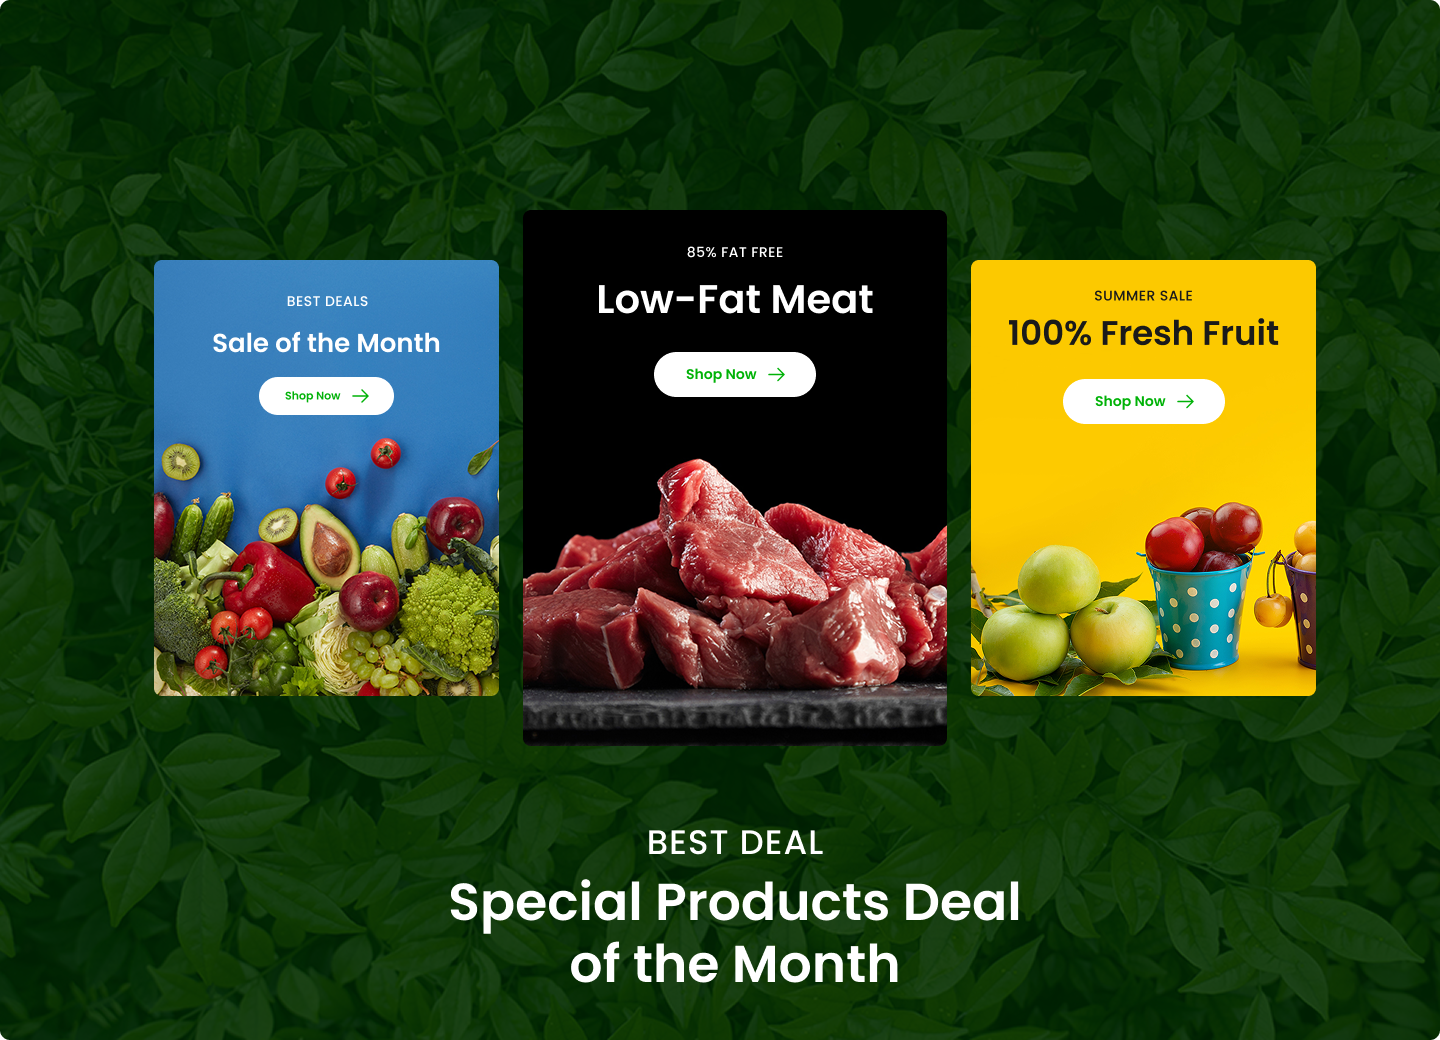 BEST DEALS
Sale of the Month
Shop Now
85% FAT FREE
Low-Fat Meat
Shop Now
SUMMER SALE
100% Fresh Fruit
Shop Now
BEST DEAL
Special Products Deal
of the Month